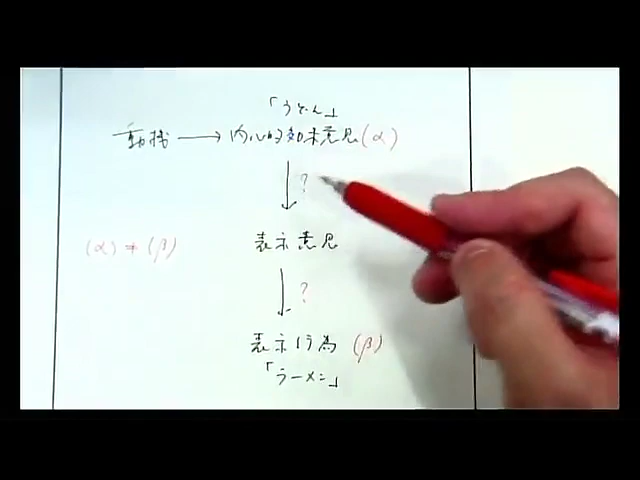 「うどん」
動機 → 内心的効果意思(α)
?
(α)≠(β)
表示意思
?
表示行為 (β)
「ラーメン」